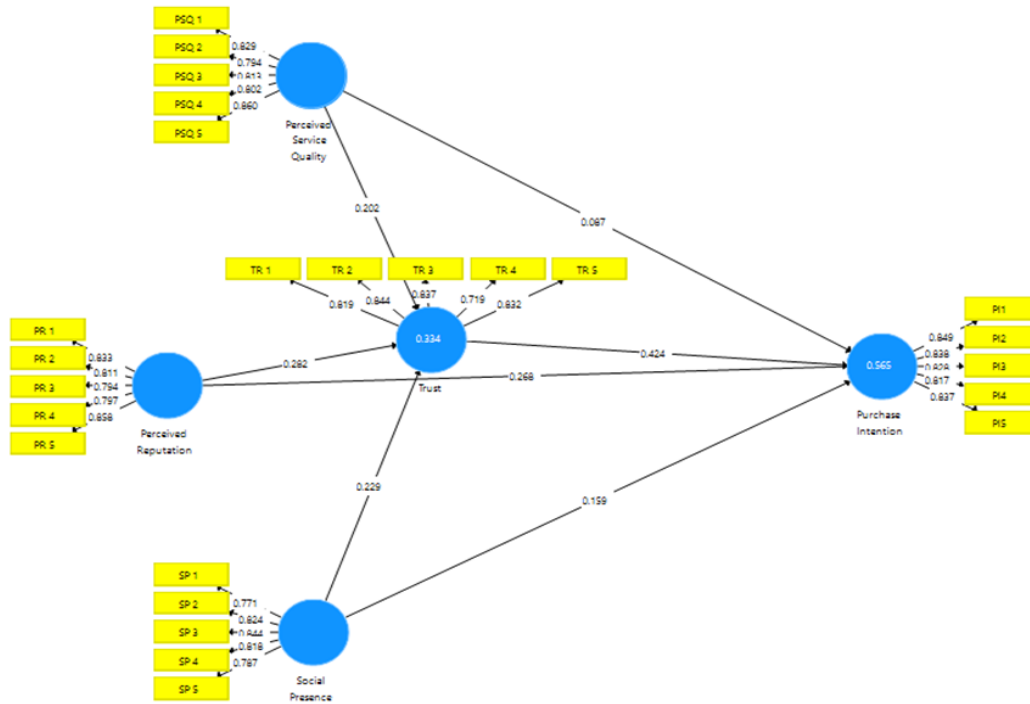 PSQ 1
PSQ 2
PSQ 3
PSQ 4
PSQ 5
0.829
0.794
0.813
0.802
0.860
Perceived
Service
Quality
0.202
0.087
TR 1
TR 2
TR 3
TR 4
TR 5
0.819
0.844
0.837
0.719
0.832
0.334
Trust
PR 1
PR 2
PR 3
PR 4
PR 5
0.833
0.811
0.794
0.797
0.858
Perceived
Reputation
0.282
0.424
0.268
PI1
PI2
PI3
PI4
PI5
0.849
0.838
0.817
0.837
0.565
Purchase
Intention
0.229
0.159
SP 1
SP 2
SP 3
SP 4
SP 5
0.771
0.824
0.844
0.818
0.787
Social
Presence